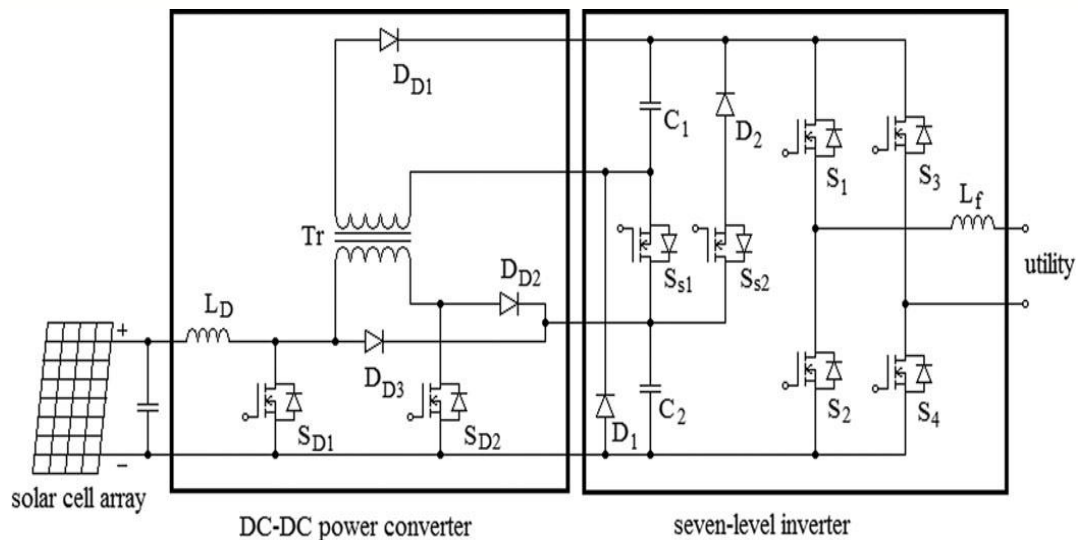 D_D1
C_1
D_2
S_1
S_3
L_f
Tr
S_s1
S_s2
utility
D_D2
L_D
+
D_D3
S_D1
S_D2
D_1
C_2
S_2
S_4
−
solar cell array
DC-DC power converter
seven-level inverter